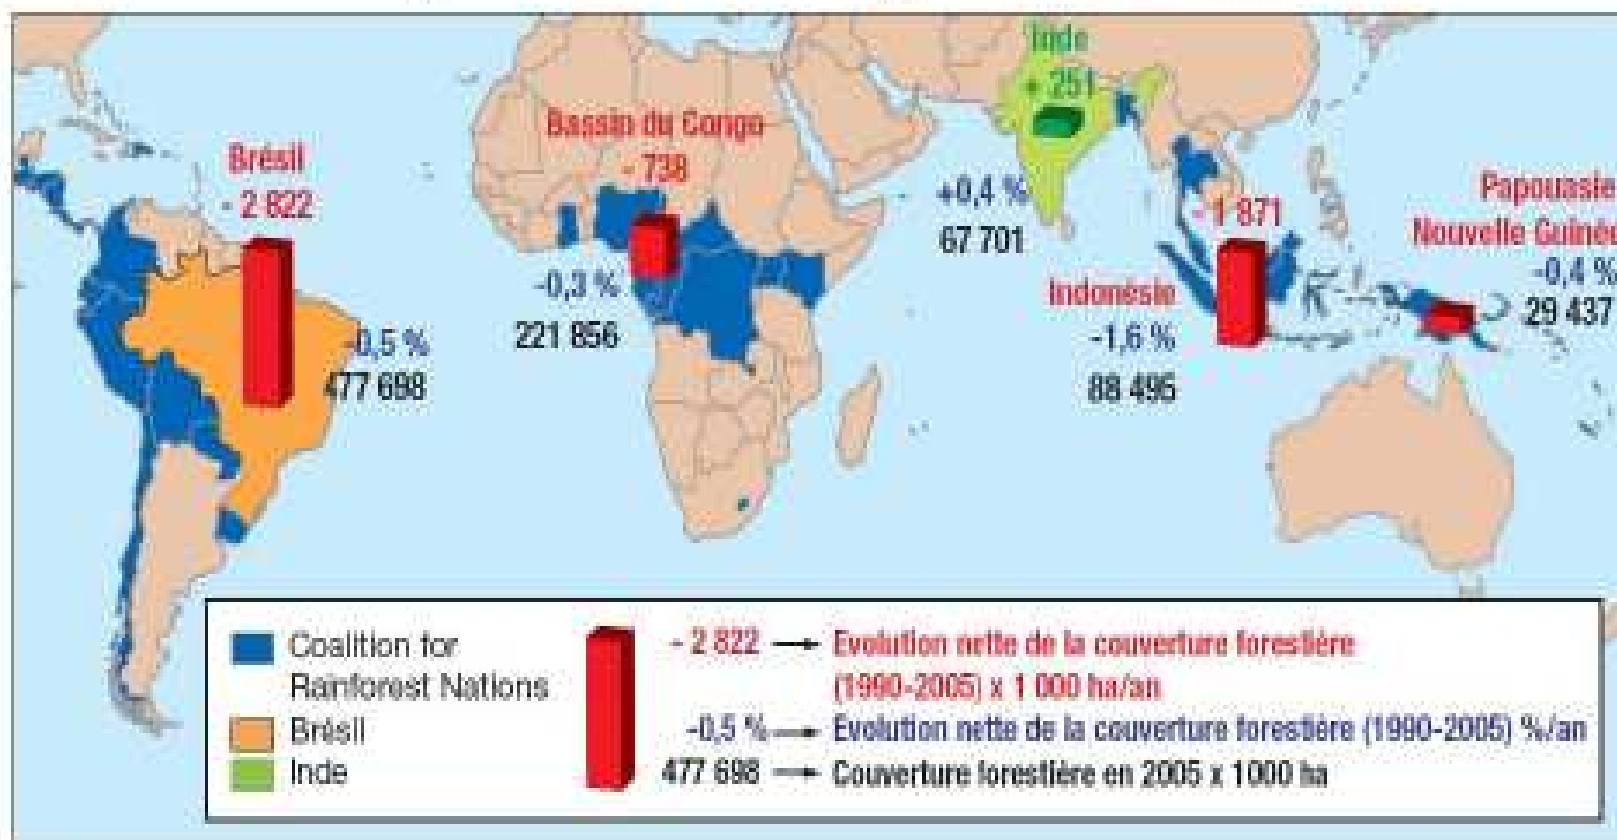 Inde
+ 251
Bassin du Congo
- 738
Brésil
- 2 822
+0,4 %
67 701
Papouasie
Nouvelle Guinée
-0,4 %
29 437
- 1 871
Indonésie
-1,6 %
88 495
-0,3 %
221 856
-0,5 %
477 698
Coalition for
Rainforest Nations
Brésil
Inde
- 2 822 → Evolution nette de la couverture forestière
(1990-2005) x 1 000 ha/an
-0,5 % → Evolution nette de la couverture forestière (1990-2005) %/an
477 698 → Couverture forestière en 2005 x 1000 ha